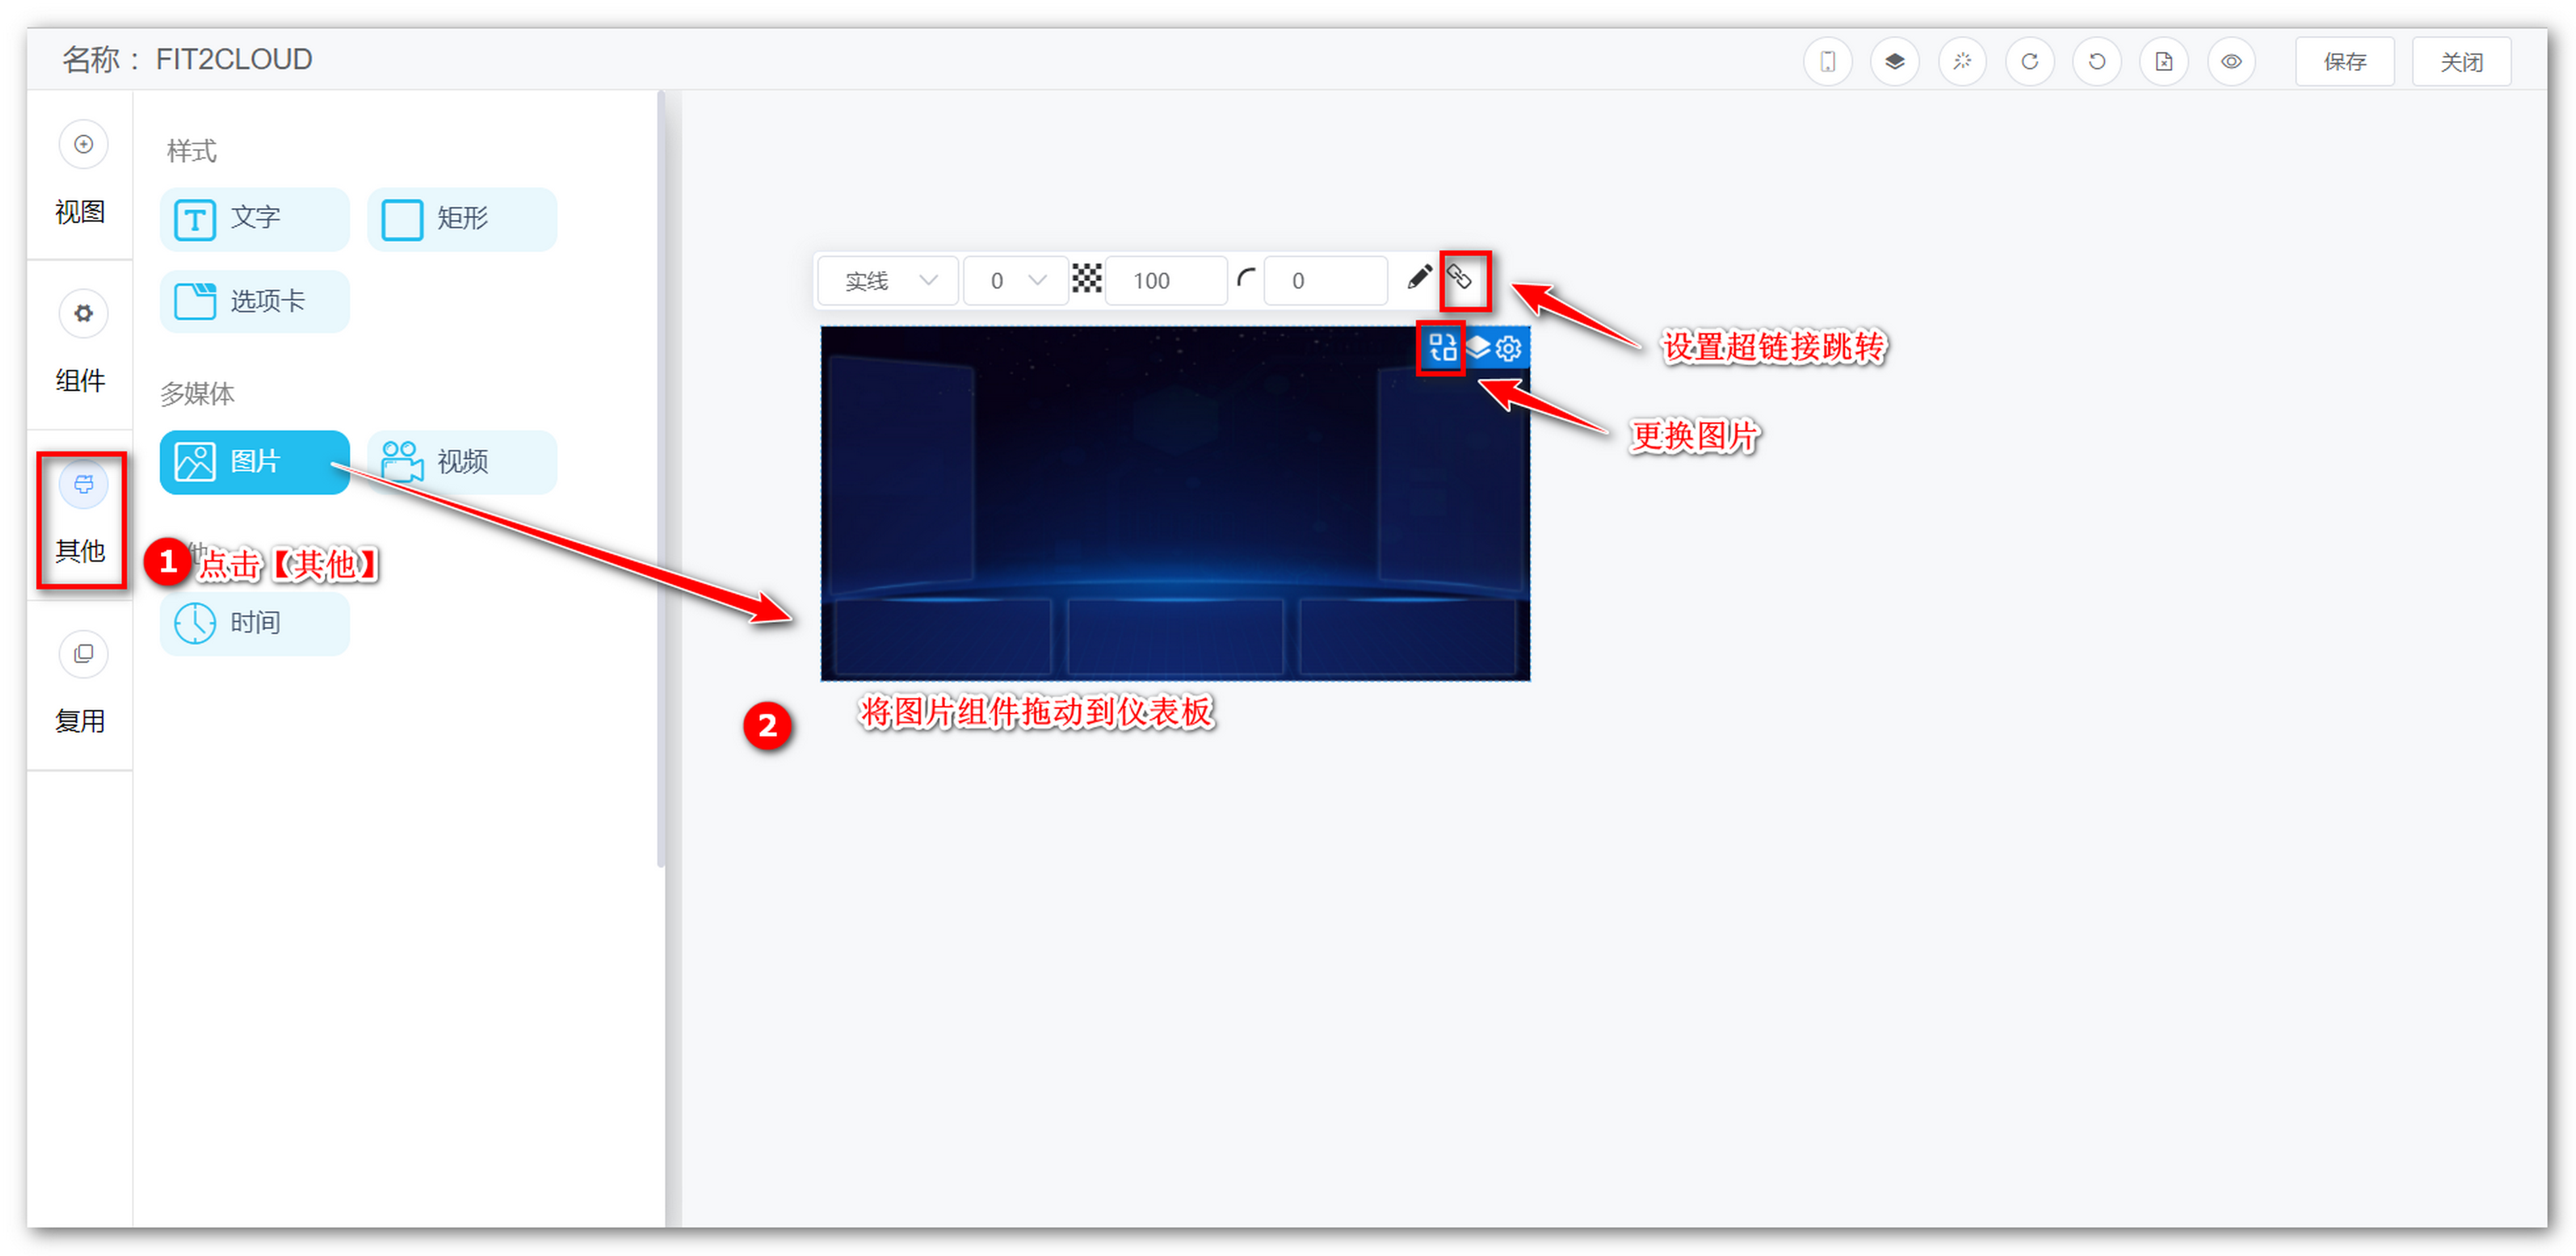 名称： FIT2CLOUD
保存
关闭
视图
组件
其他
复用
样式
文字
矩形
选项卡
多媒体
图片
视频
他
时间
1 点击【其他】
实线
0
100
0
设置超链接跳转
更换图片
2 将图片组件拖动到仪表板